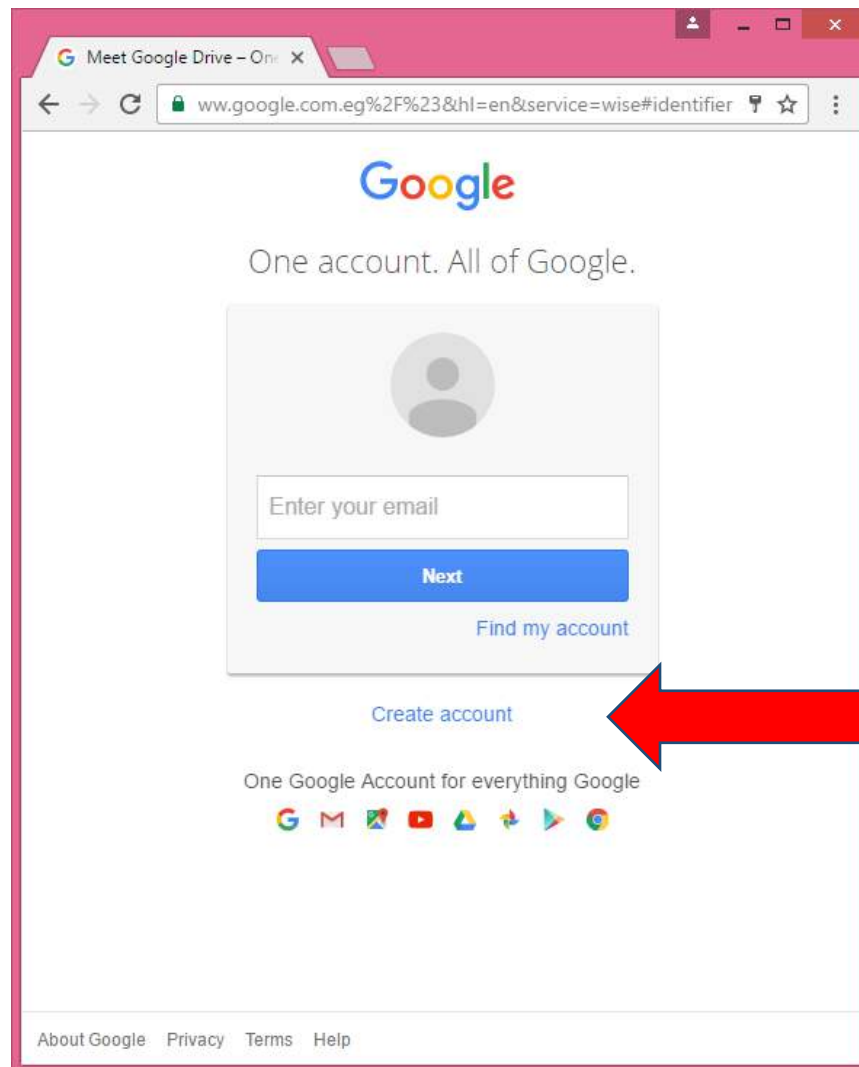 Meet Google Drive – On
ww.google.com.eg%2F%23&hl=en&service=wise#identifier
Google
One account. All of Google.
Enter your email
Next
Find my account
Create account
One Google Account for everything Google
About Google Privacy Terms Help